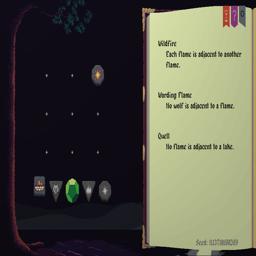 Wildfire
Each flame is adjacent to another
flame.
Warding Flame
No wolf is adjacent to a flame.
Quell
No flame is adjacent to a lake.
Seed: